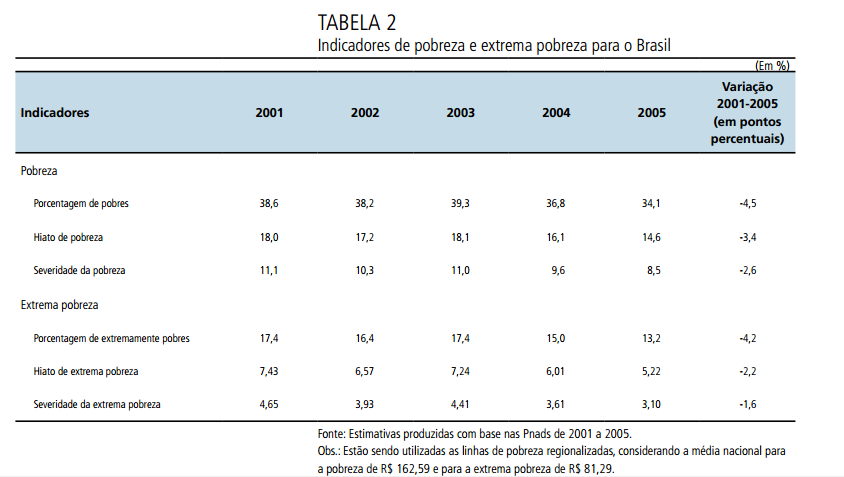 TABELA 2
Indicadores de pobreza e extrema pobreza para o Brasil
(Em %)
Indicadores 2001 2002 2003 2004 2005 Variação 2001-2005 (em pontos percentuais)
Pobreza
Porcentagem de pobres 38,6 38,2 39,3 36,8 34,1 -4,5
Hiato de pobreza 18,0 17,2 18,1 16,1 14,6 -3,4
Severidade da pobreza 11,1 10,3 11,0 9,6 8,5 -2,6
Extrema pobreza
Porcentagem de extremamente pobres 17,4 16,4 17,4 15,0 13,2 -4,2
Hiato de extrema pobreza 7,43 6,57 7,24 6,01 5,22 -2,2
Severidade da extrema pobreza 4,65 3,93 4,41 3,61 3,10 -1,6
Fonte: Estimativas produzidas com base nas Pnads de 2001 a 2005.
Obs.: Estão sendo utilizadas as linhas de pobreza regionalizadas, considerando a média nacional para
a pobreza de R$ 162,59 e para a extrema pobreza de R$ 81,29.